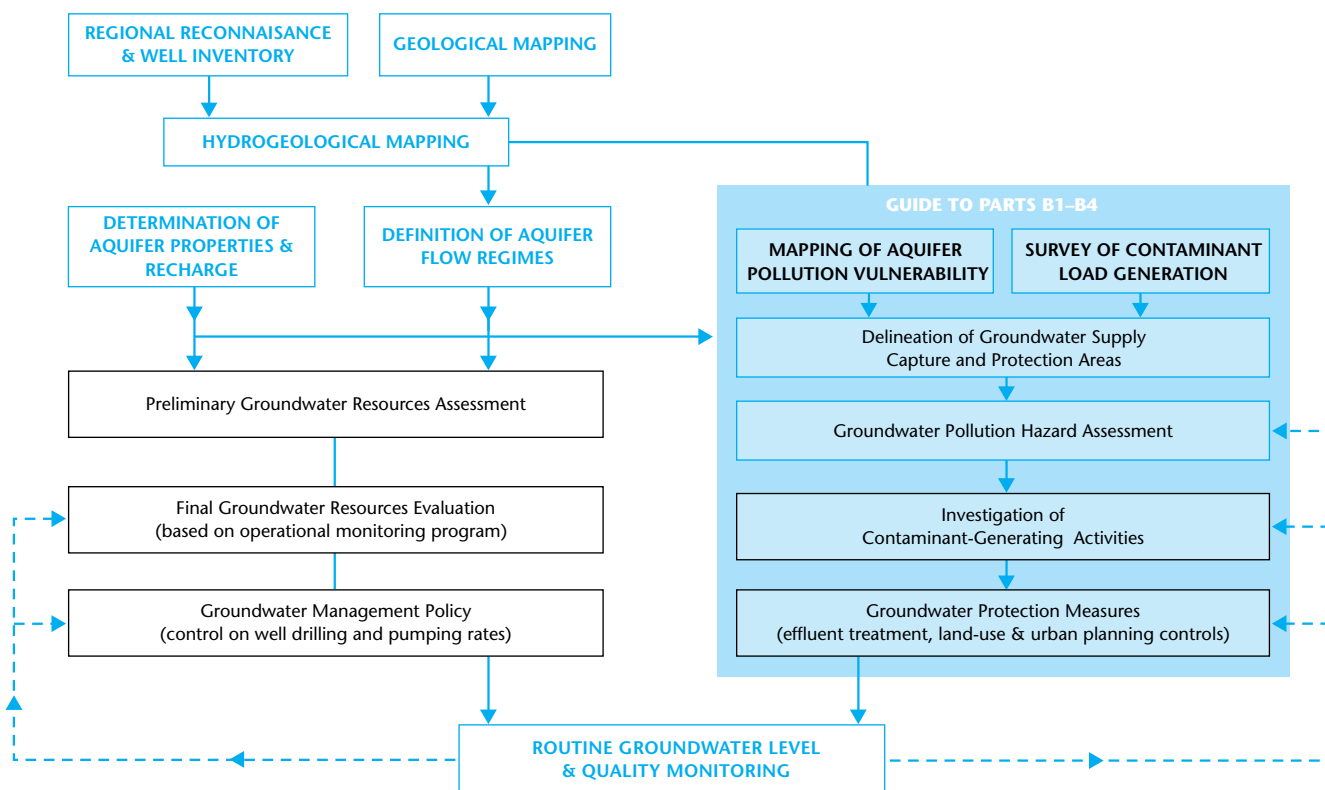 REGIONAL RECONNAISANCE
& WELL INVENTORY
GEOLOGICAL MAPPING
HYDROGEOLOGICAL MAPPING
DETERMINATION OF
AQUIFER PROPERTIES &
RECHARGE
DEFINITION OF AQUIFER
FLOW REGIMES
GUIDE TO PARTS B1–B4
MAPPING OF AQUIFER
POLLUTION VULNERABILITY
SURVEY OF CONTAMINANT
LOAD GENERATION
Delineation of Groundwater Supply
Capture and Protection Areas
Preliminary Groundwater Resources Assessment
Groundwater Pollution Hazard Assessment
Final Groundwater Resources Evaluation
(based on operational monitoring program)
Investigation of
Contaminant-Generating Activities
Groundwater Management Policy
(control on well drilling and pumping rates)
Groundwater Protection Measures
(effluent treatment, land-use & urban planning controls)
ROUTINE GROUNDWATER LEVEL
& QUALITY MONITORING